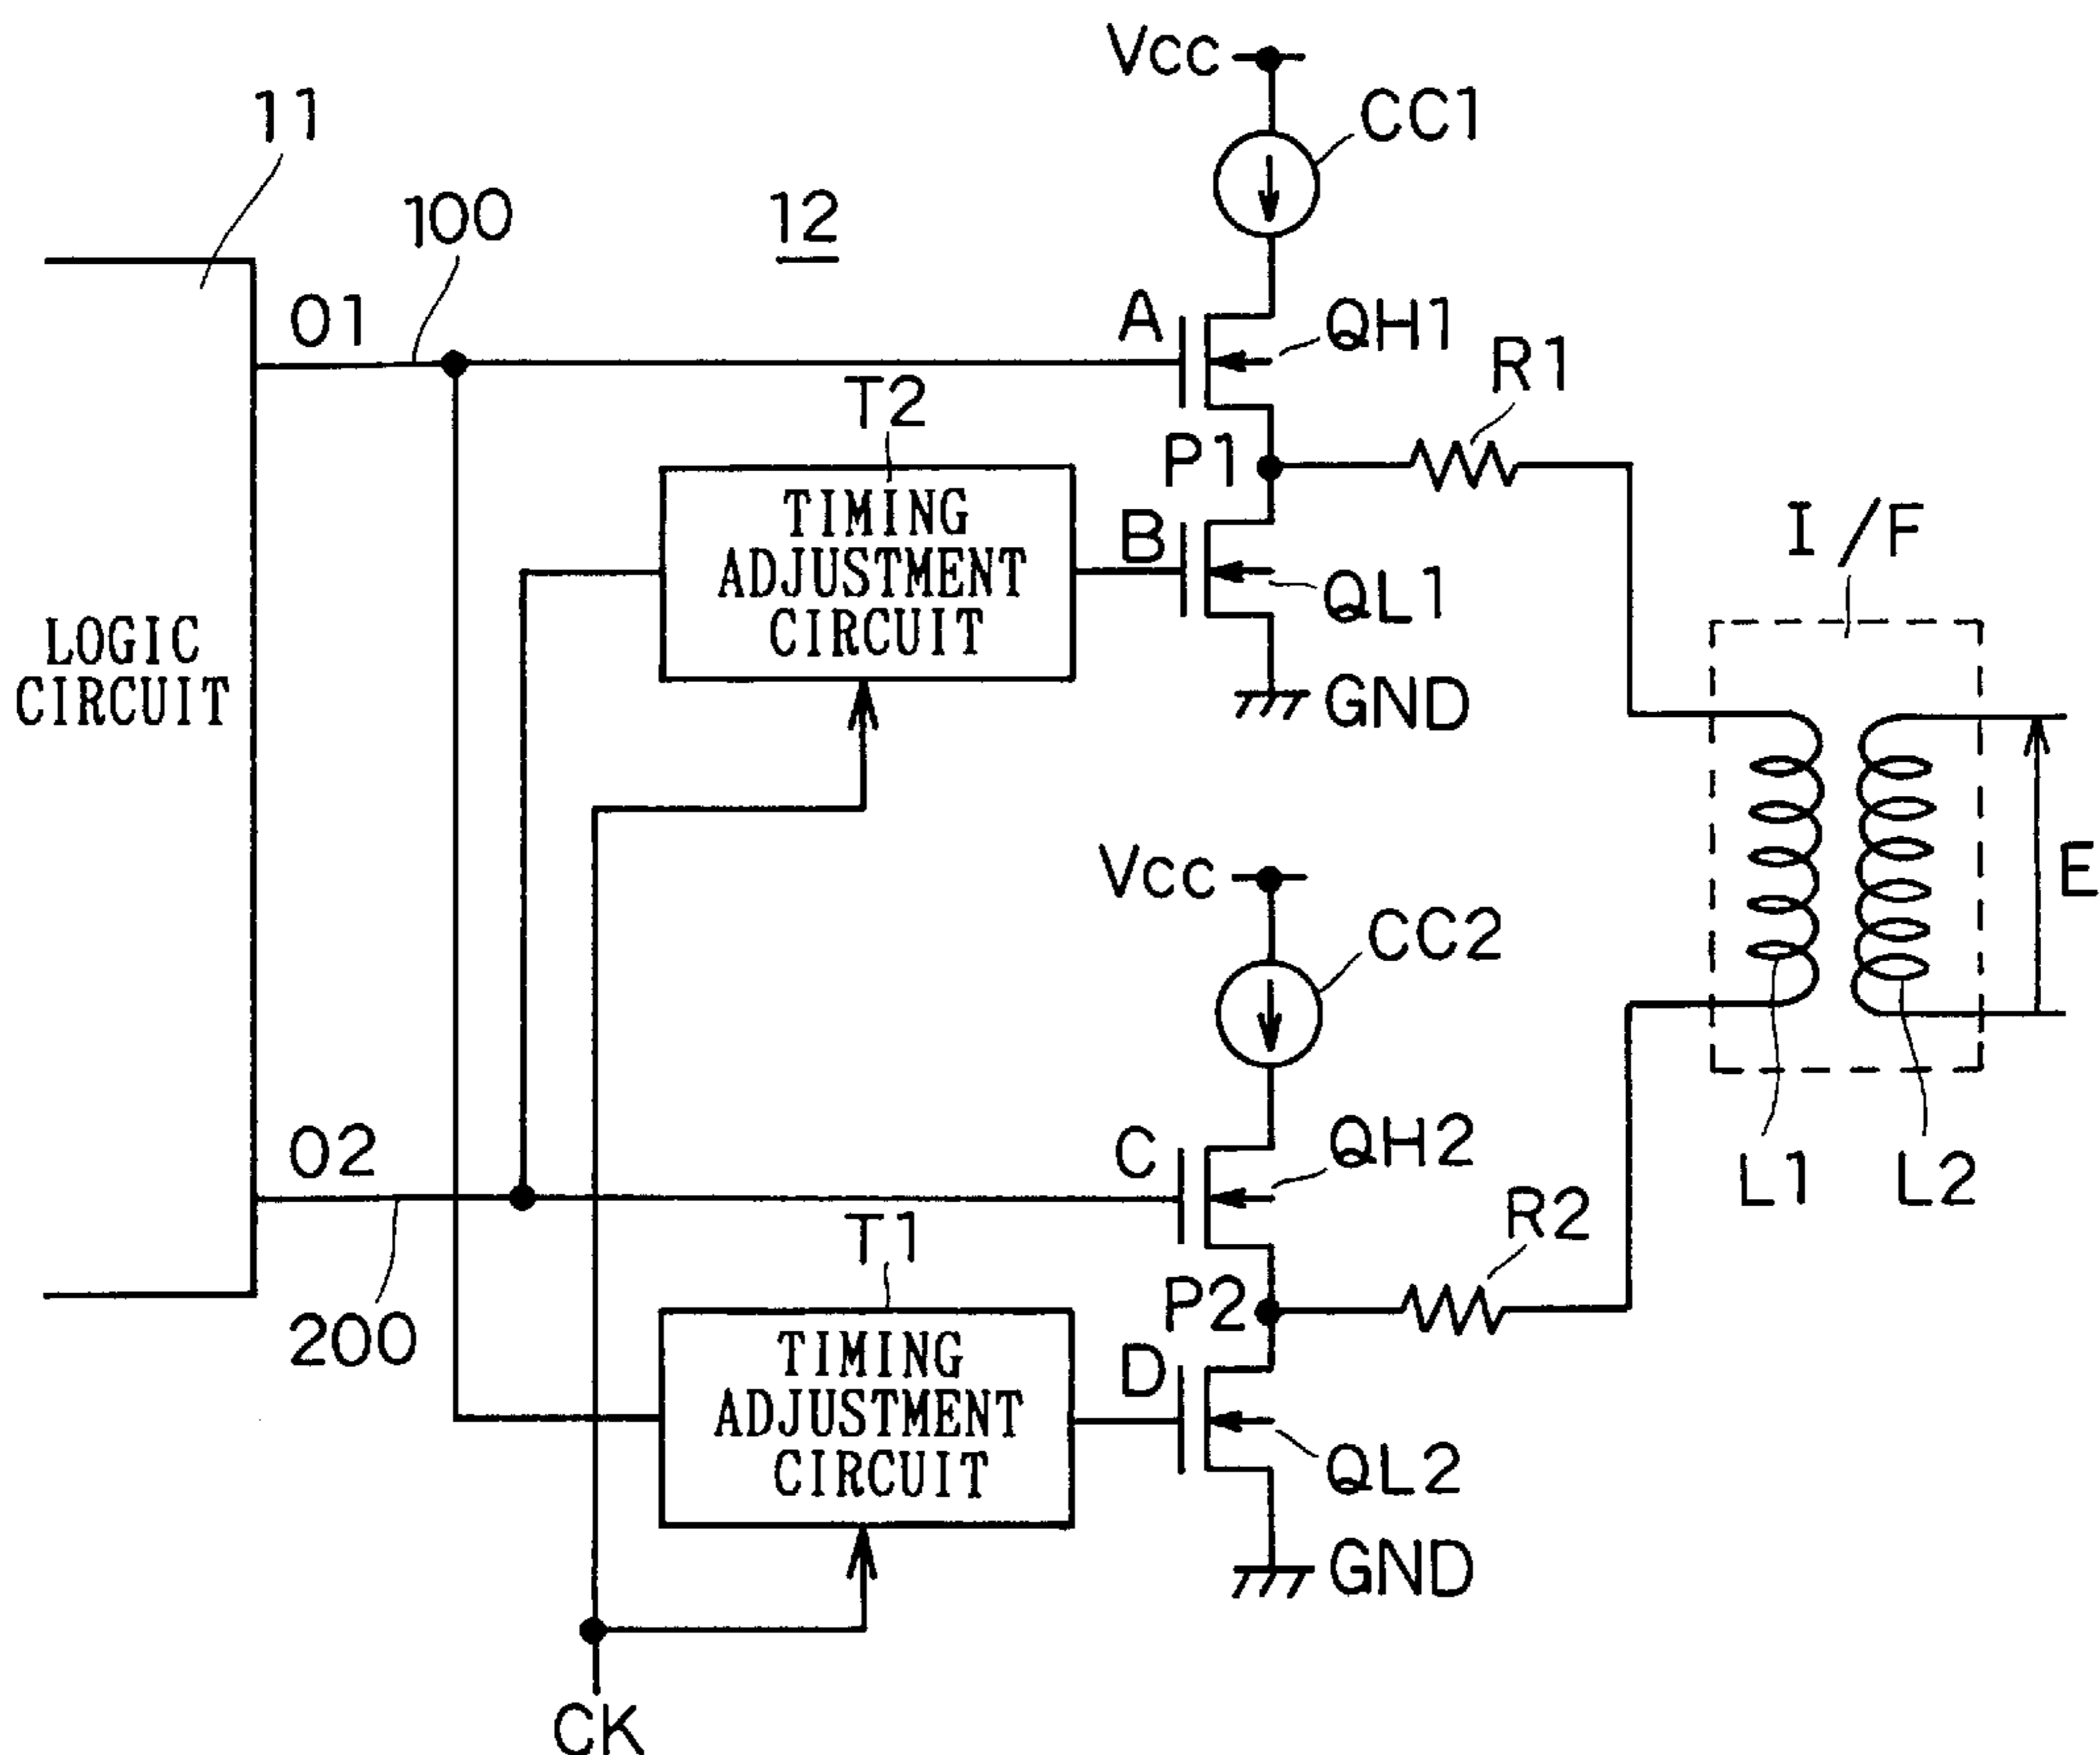 Vcc
CC1
11
100
12
O1
A
QH1
R1
T2
P1
TIMING
ADJUSTMENT
CIRCUIT
B
QL1
I/F
LOGIC
CIRCUIT
GND
Vcc
E
CC2
O2
C
QH2
L1
L2
T1
R2
P2
200
TIMING
ADJUSTMENT
CIRCUIT
D
QL2
GND
CK